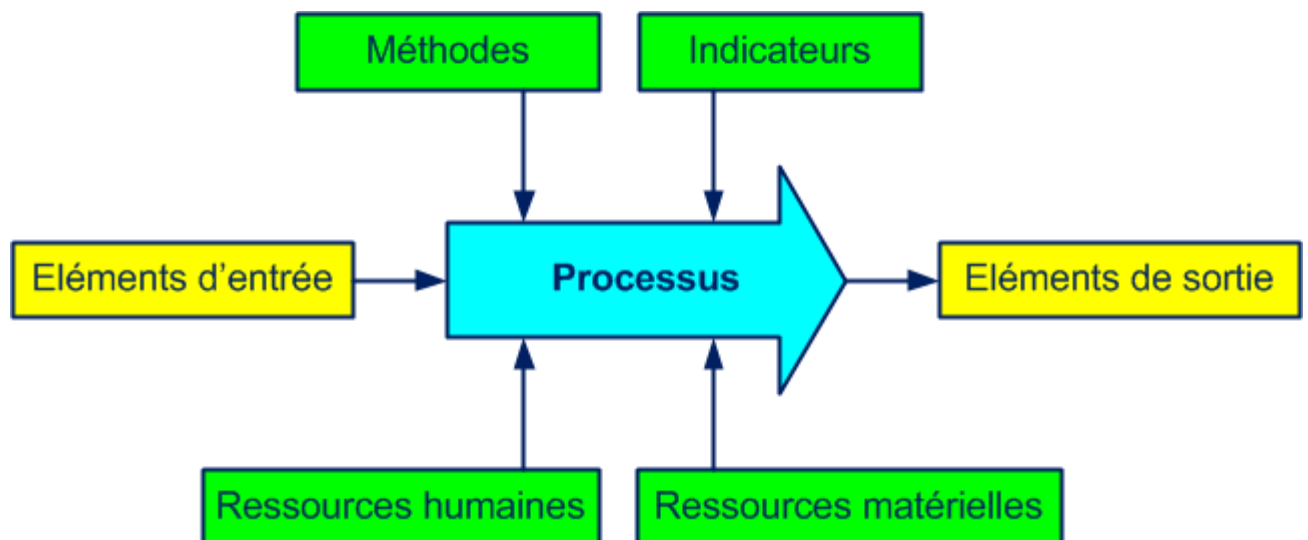 Méthodes
Indicateurs
Eléments d’entrée
Processus
Eléments de sortie
Ressources humaines
Ressources matérielles